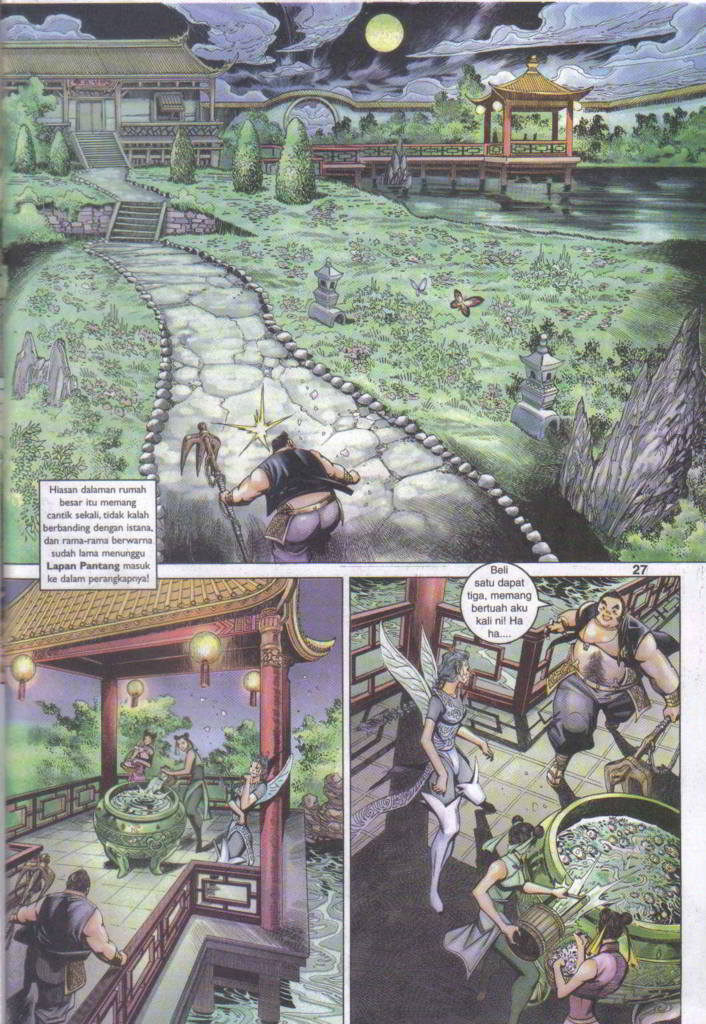 Hiasan dalaman rumah
besar itu memang
cantik sekali, tidak kalah
berbanding dengan istana,
dan rama-rama berwarna
sudah lama menunggu
Lapan Pantang masuk
ke dalam perangkapnya!
27
Beli
satu dapat
tiga, memang
bertuah aku
kali ni! Ha
ha....